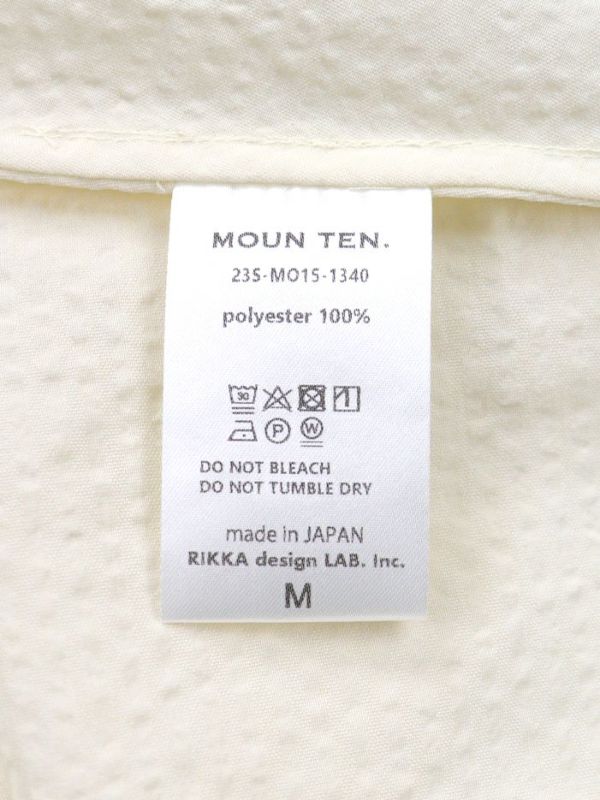 MOUN TEN.
23S-MO15-1340
polyester 100%
30
P W
DO NOT BLEACH
DO NOT TUMBLE DRY
made in JAPAN
RIKKA design LAB. Inc.
M